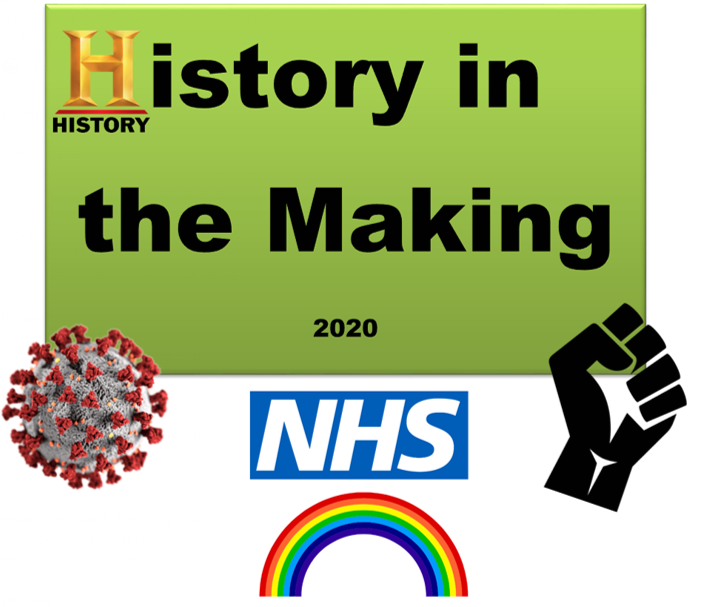 History in
HISTORY
the Making
2020
NHS